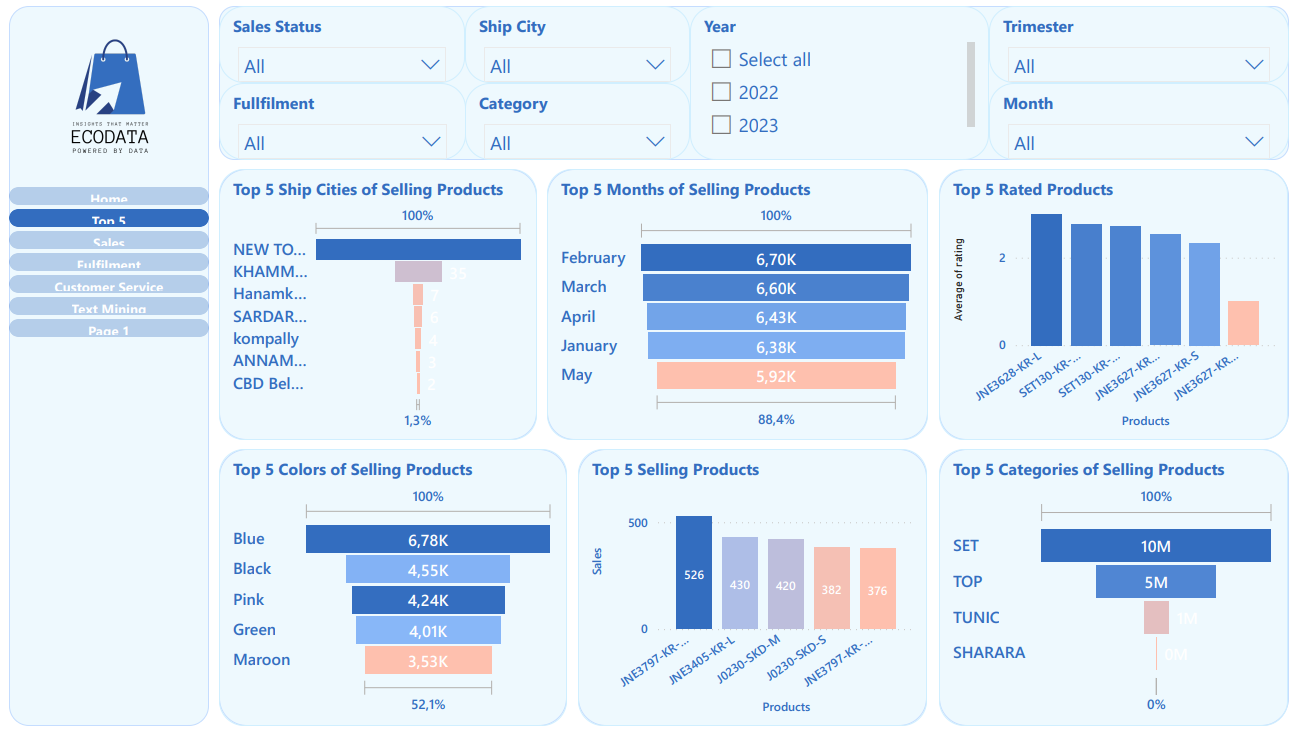 INSIGHTS THAT MATTER
ECODATA
POWERED BY DATA
Home
Top 5
Sales
Fulfilment
Customer Service
Text Mining
Page 1
Sales Status
All
Ship City
All
Year
Select all
2022
2023
Trimester
All
Fullfilment
All
Category
All
Month
All
Top 5 Ship Cities of Selling Products
100%
NEW TO...
KHAMM... 35
Hanamk... 7
SARDAR... 6
kompally 4
ANNAM... 3
CBD Bel... 2
1,3%
Top 5 Months of Selling Products
100%
February 6,70K
March 6,60K
April 6,43K
January 6,38K
May 5,92K
88,4%
Top 5 Rated Products
Average of rating
2
0
JNE3628-KR-L
SET130-KR-...
SET130-KR-...
JNE3627-KR...
JNE3627-KR-S
JNE3627-KR...
Products
Top 5 Colors of Selling Products
100%
Blue 6,78K
Black 4,55K
Pink 4,24K
Green 4,01K
Maroon 3,53K
52,1%
Top 5 Selling Products
Sales
500
0
526
430
420
382
376
JNE3797-KR-...
JNE3405-KR-L
J0230-SKD-M
J0230-SKD-S
JNE3797-KR-...
Products
Top 5 Categories of Selling Products
100%
SET 10M
TOP 5M
TUNIC 1M
SHARARA 0M
0%